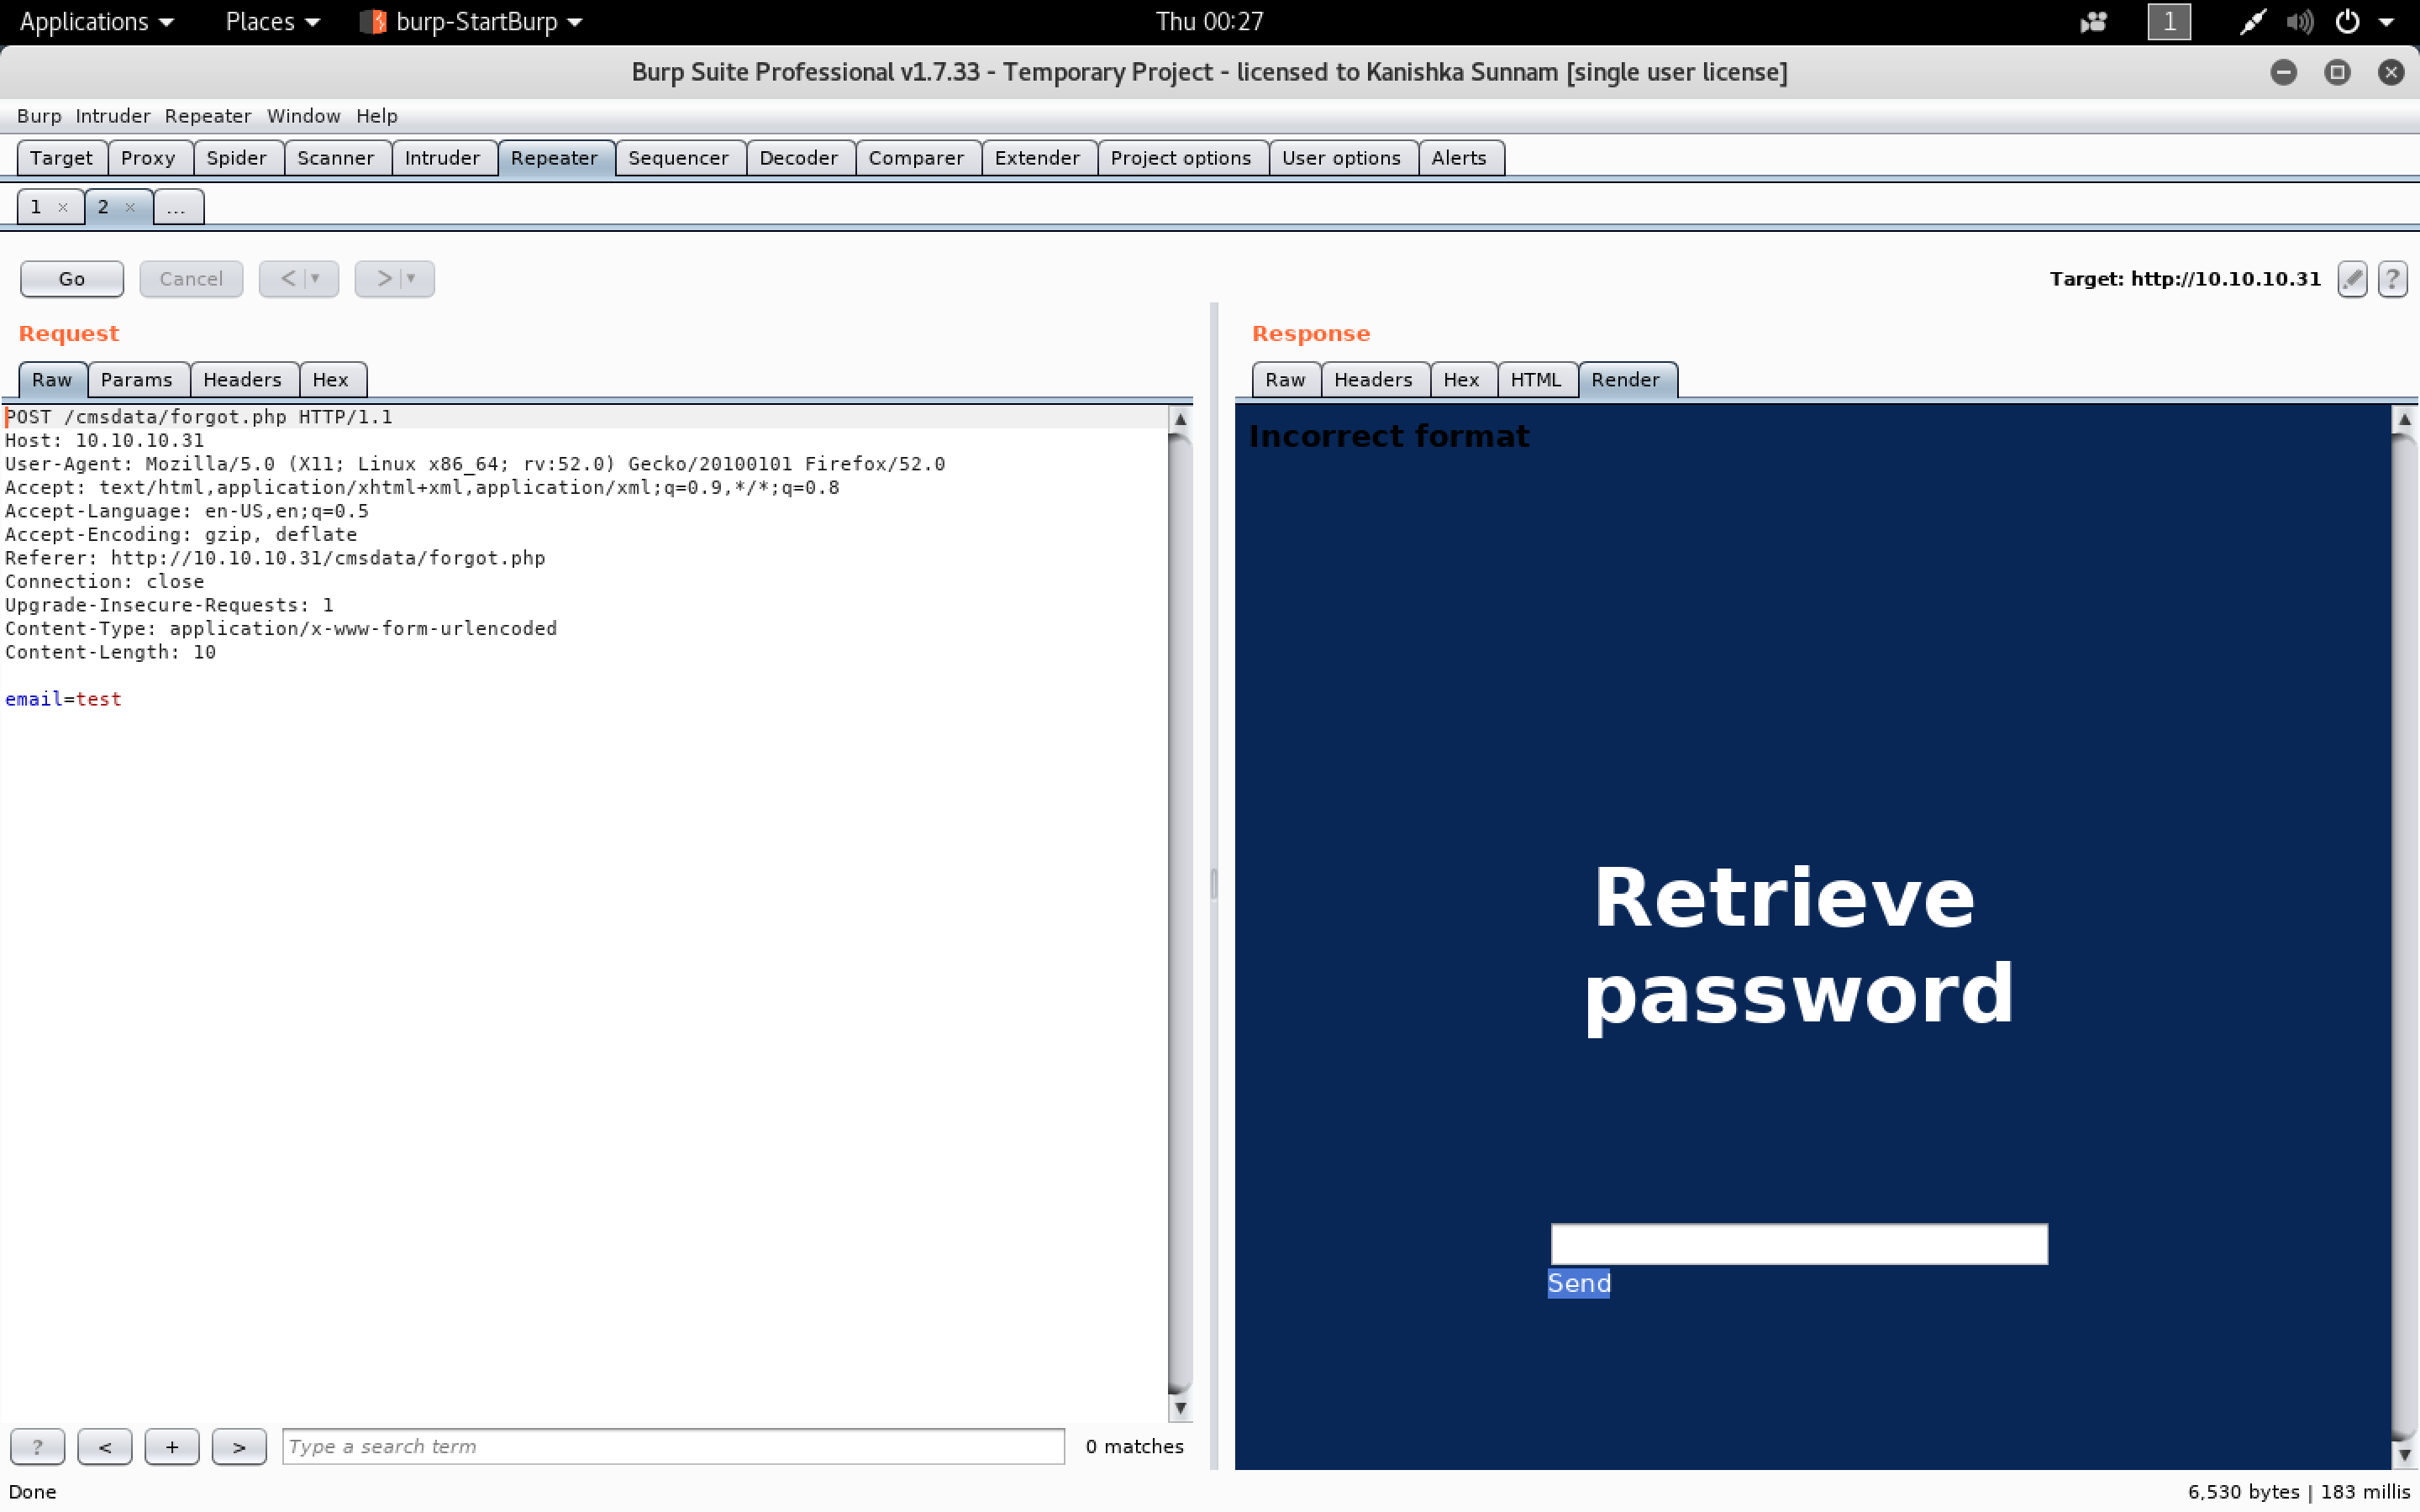 Applications Places burp-StartBurp Thu 00:27 1
Burp Suite Professional v1.7.33 - Temporary Project - licensed to Kanishka Sunnam [single user license]
Burp Intruder Repeater Window Help
Target Proxy Spider Scanner Intruder Repeater Sequencer Decoder Comparer Extender Project options User options Alerts
1 × 2 × ...
Go Cancel < > Target: http://10.10.10.31 ?
Request
Raw Params Headers Hex
POST /cmsdata/forgot.php HTTP/1.1
Host: 10.10.10.31
User-Agent: Mozilla/5.0 (X11; Linux x86_64; rv:52.0) Gecko/20100101 Firefox/52.0
Accept: text/html,application/xhtml+xml,application/xml;q=0.9,*/*;q=0.8
Accept-Language: en-US,en;q=0.5
Accept-Encoding: gzip, deflate
Referer: http://10.10.10.31/cmsdata/forgot.php
Connection: close
Upgrade-Insecure-Requests: 1
Content-Type: application/x-www-form-urlencoded
Content-Length: 10
email=test
? < + > Type a search term 0 matches
Response
Raw Headers Hex HTML Render
Incorrect format
Retrieve
password
Send
Done 6,530 bytes | 183 millis